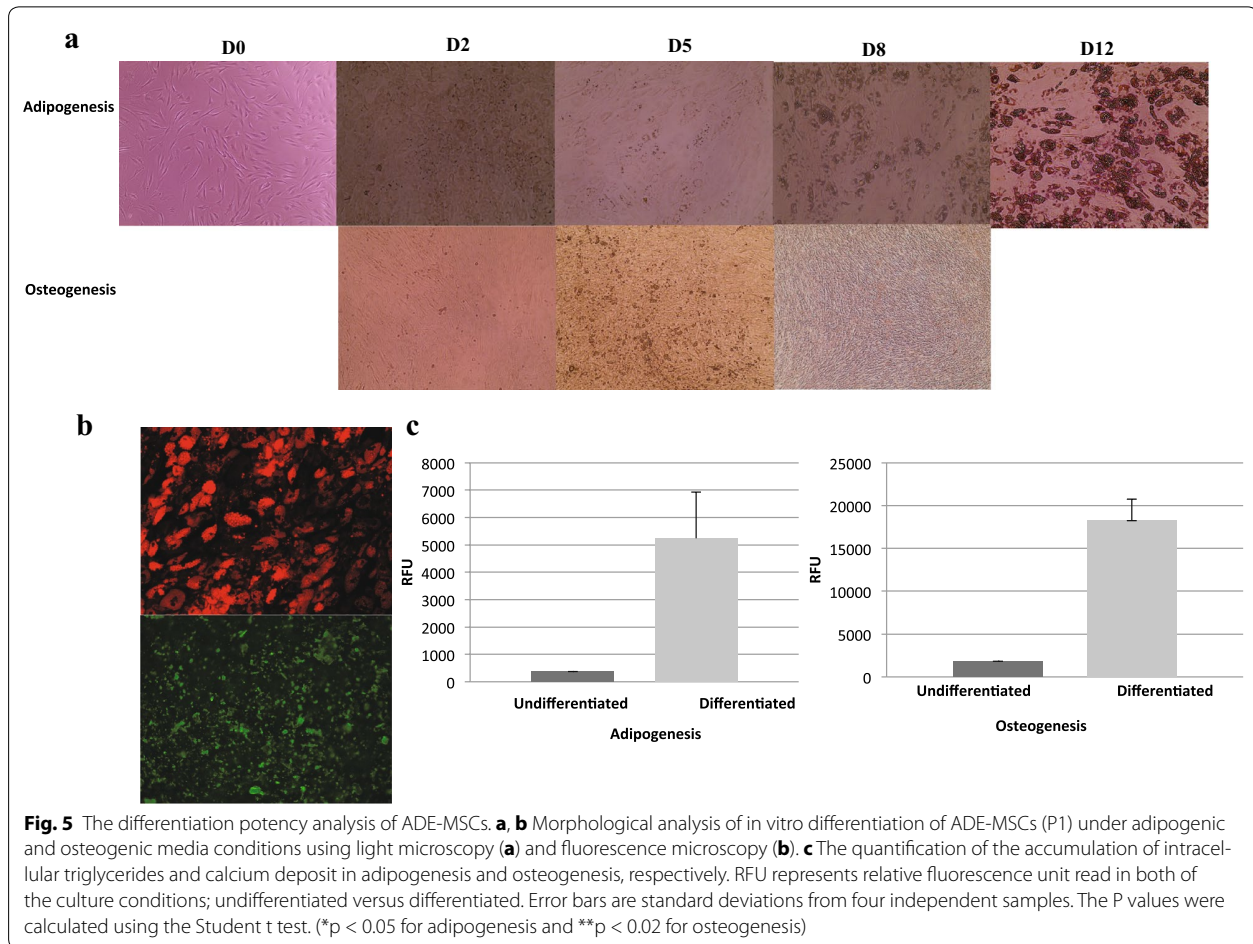 a
D0 D2 D5 D8 D12
Adipogenesis
Osteogenesis
b
c
8000
7000
6000
5000
4000
3000
2000
1000
0
RFU
Undifferentiated Differentiated
Adipogenesis
25000
20000
15000
10000
5000
0
RFU
Undifferentiated Differentiated
Osteogenesis
Fig. 5 The differentiation potency analysis of ADE-MSCs. a, b Morphological analysis of in vitro differentiation of ADE-MSCs (P1) under adipogenic
and osteogenic media conditions using light microscopy (a) and fluorescence microscopy (b). c The quantification of the accumulation of intracel-
lular triglycerides and calcium deposit in adipogenesis and osteogenesis, respectively. RFU represents relative fluorescence unit read in both of
the culture conditions; undifferentiated versus differentiated. Error bars are standard deviations from four independent samples. The P values were
calculated using the Student t test. (*p < 0.05 for adipogenesis and **p < 0.02 for osteogenesis)